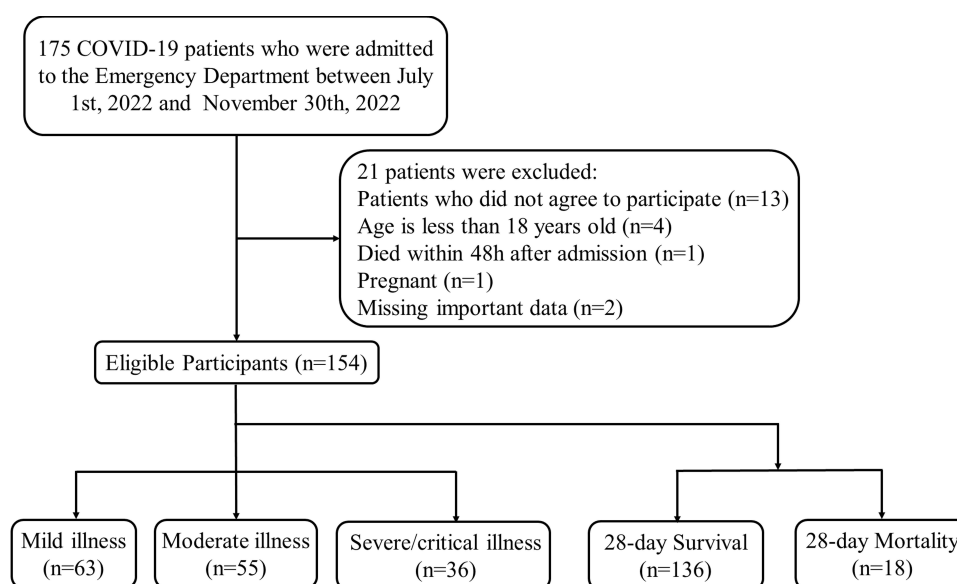 175 COVID-19 patients who were admitted
to the Emergency Department between July
1st, 2022 and November 30th, 2022
21 patients were excluded:
Patients who did not agree to participate (n=13)
Age is less than 18 years old (n=4)
Died within 48h after admission (n=1)
Pregnant (n=1)
Missing important data (n=2)
Eligible Participants (n=154)
Mild illness
(n=63)
Moderate illness
(n=55)
Severe/critical illness
(n=36)
28-day Survival
(n=136)
28-day Mortality
(n=18)